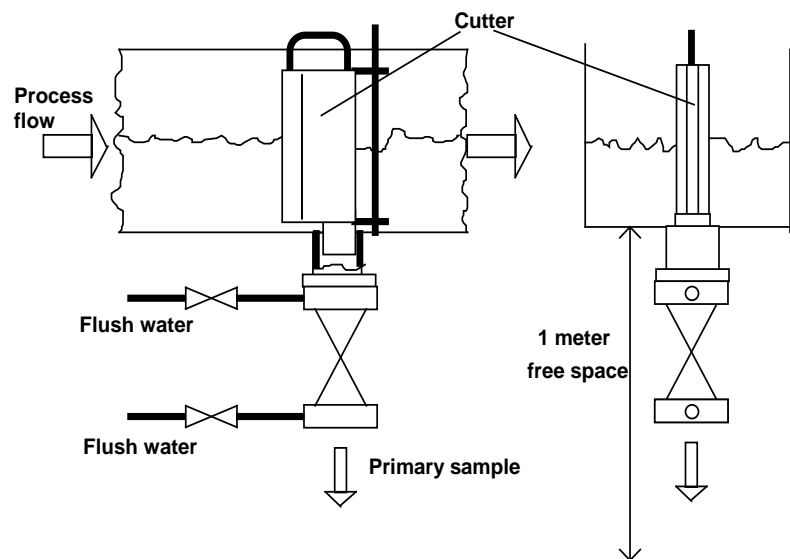 Cutter
Process
flow
Flush water
1 meter
free space
Flush water
Primary sample